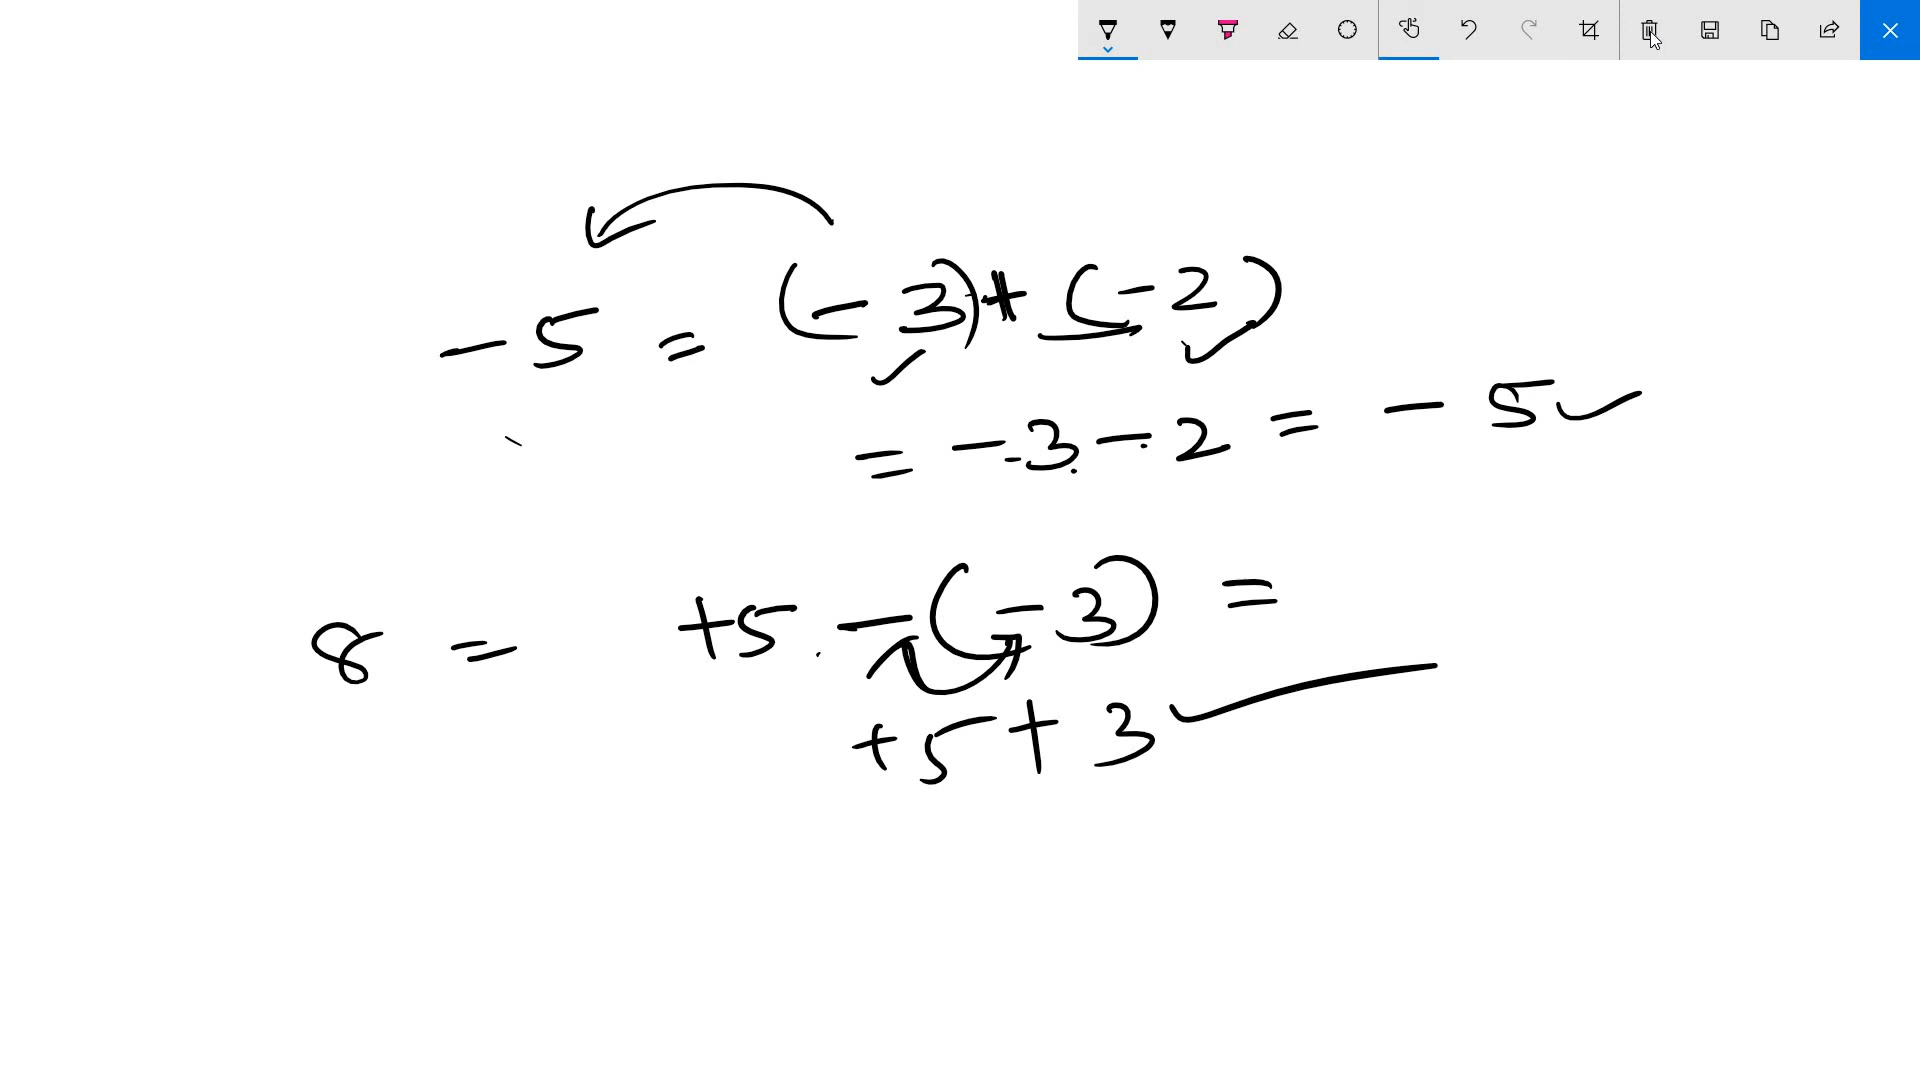 -5 = (-3)+(-2)
= -3-2 = -5
8 = +5-(-3) =
+5+3